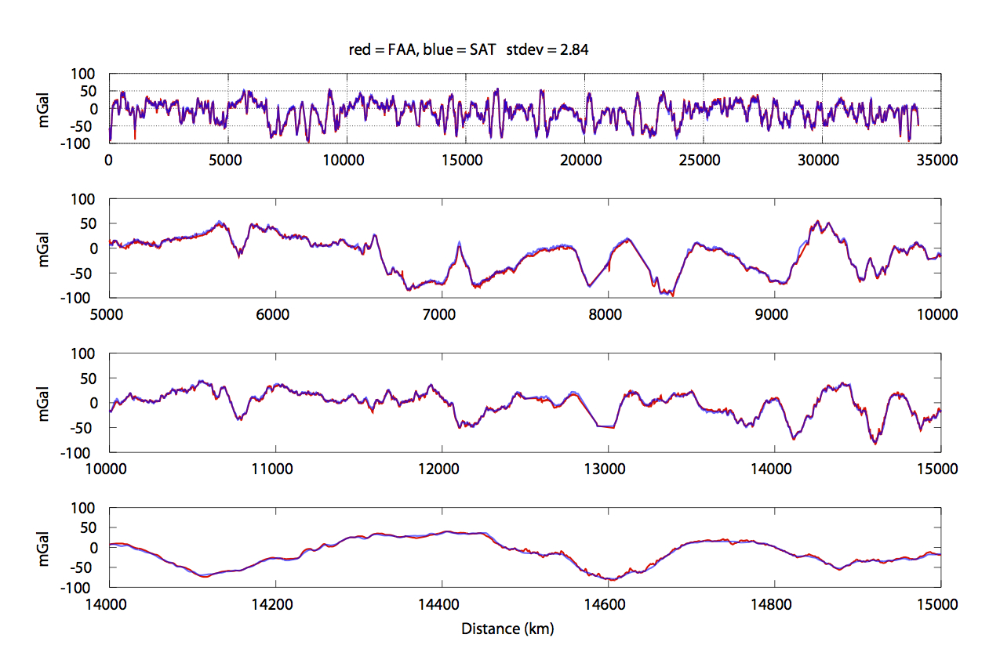 red = FAA, blue = SAT stdev = 2.84
100
50
0
-50
-100
mGal
0 5000 10000 15000 20000 25000 30000 35000
100
50
0
-50
-100
mGal
5000 6000 7000 8000 9000 10000
100
50
0
-50
-100
mGal
10000 11000 12000 13000 14000 15000
100
50
0
-50
-100
mGal
14000 14200 14400 14600 14800 15000
Distance (km)